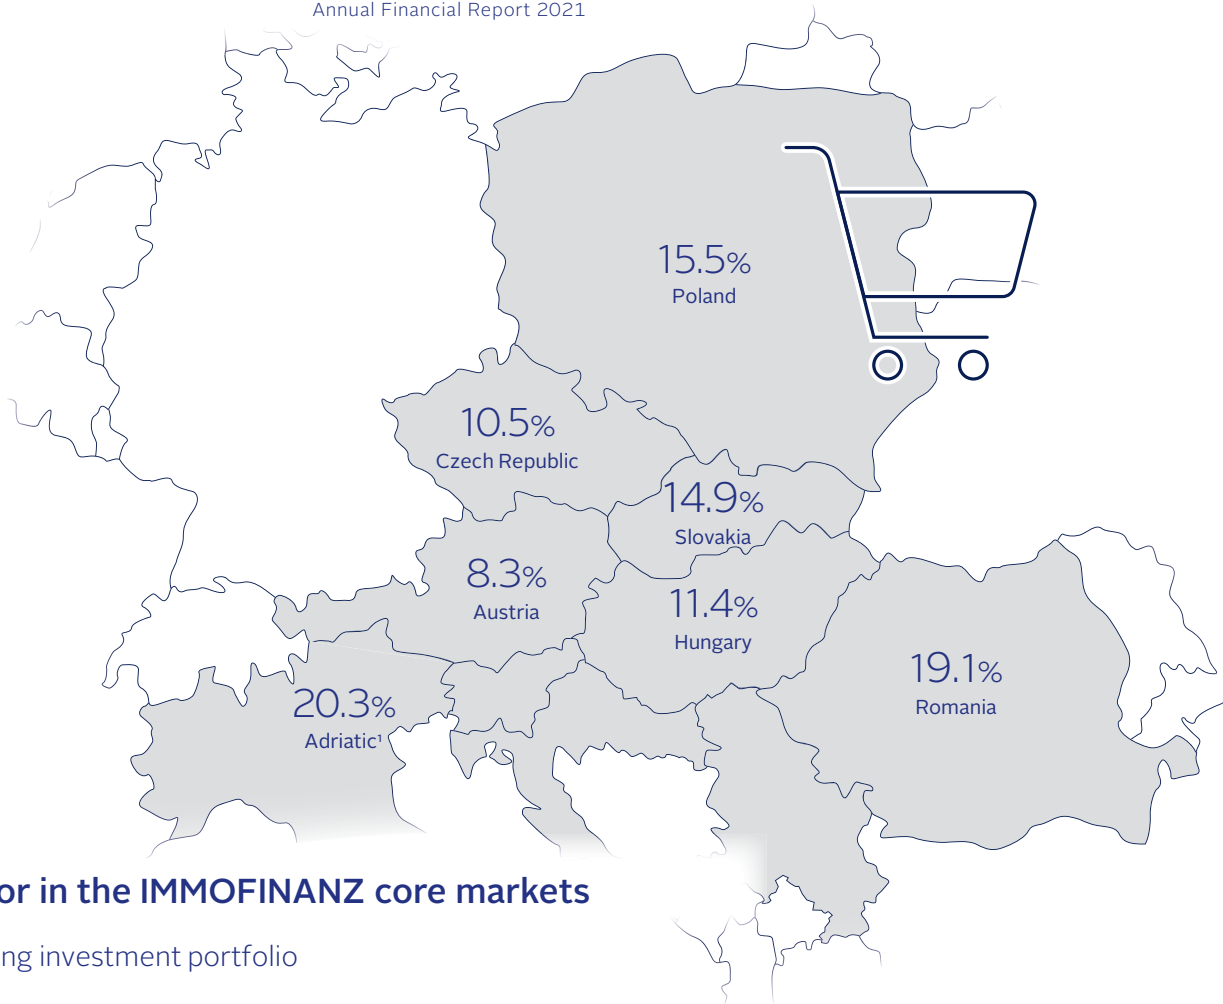 Annual Financial Report 2021
15.5%
Poland
10.5%
Czech Republic
14.9%
Slovakia
8.3%
Austria
11.4%
Hungary
19.1%
Romania
20.3%
Adriatic¹
or in the IMMOFINANZ core markets
ng investment portfolio